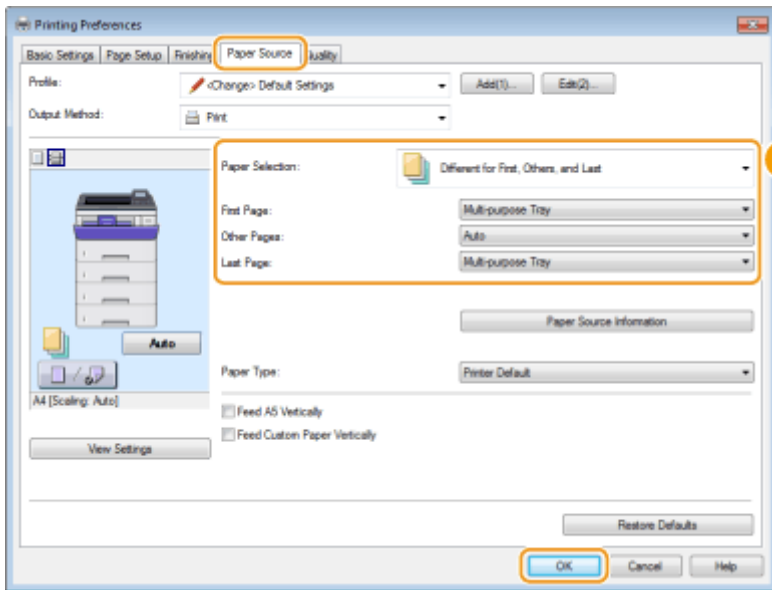 Printing Preferences
Basic Settings Page Setup Finishing Paper Source Quality
Profile: <Change> Default Settings Add(1)... Edit(2)...
Output Method: Print
Paper Selection: Different for First, Others, and Last
First Page: Multi-purpose Tray
Other Pages: Auto
Last Page: Multi-purpose Tray
Paper Source Information
Auto
Paper Type: Printer Default
A4 [Scaling: Auto]
Feed A5 Vertically
Feed Custom Paper Vertically
View Settings
Restore Defaults
OK Cancel Help